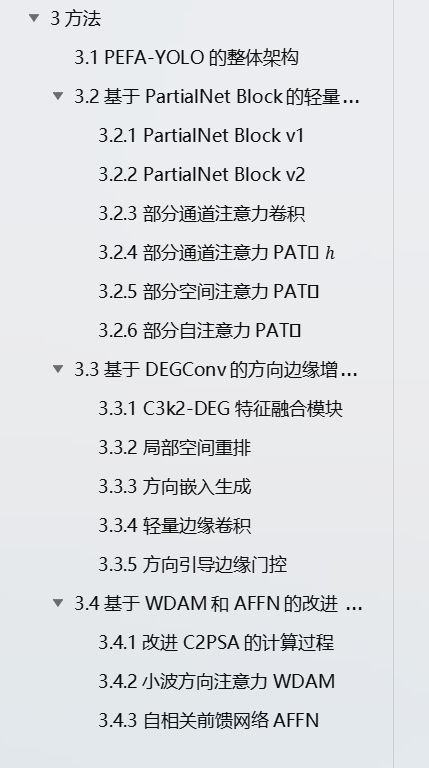 3 方法
3.1 PEFA-YOLO 的整体架构
3.2 基于 PartialNet Block 的轻量...
3.2.1 PartialNet Block v1
3.2.2 PartialNet Block v2
3.2.3 部分通道注意力卷积
3.2.4 部分通道注意力 PAT▯ ℎ
3.2.5 部分空间注意力 PAT▯
3.2.6 部分自注意力 PAT▯
3.3 基于 DEGConv 的方向边缘增...
3.3.1 C3k2-DEG 特征融合模块
3.3.2 局部空间重排
3.3.3 方向嵌入生成
3.3.4 轻量边缘卷积
3.3.5 方向引导边缘门控
3.4 基于 WDAM 和 AFFN 的改进 ...
3.4.1 改进 C2PSA 的计算过程
3.4.2 小波方向注意力 WDAM
3.4.3 自相关前馈网络 AFFN